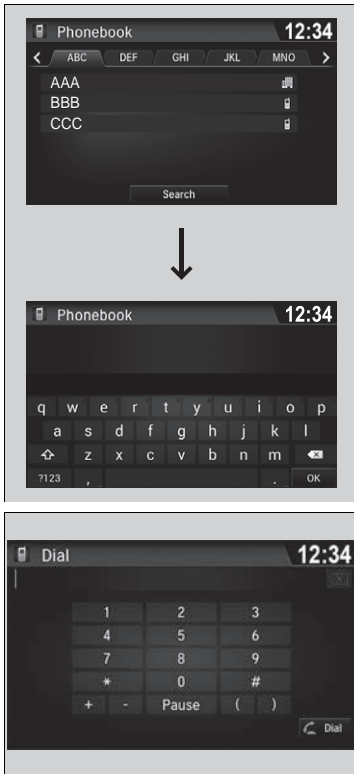 Phonebook 12:34
< ABC DEF GHI JKL MNO >
AAA
BBB
CCC
Search
Phonebook 12:34
q w e r t y u i o p
a s d f g h j k l
z x c v b n m
?123 , . OK
Dial 12:34
1 2 3
4 5 6
7 8 9
* 0 #
+ - Pause ( )
Dial